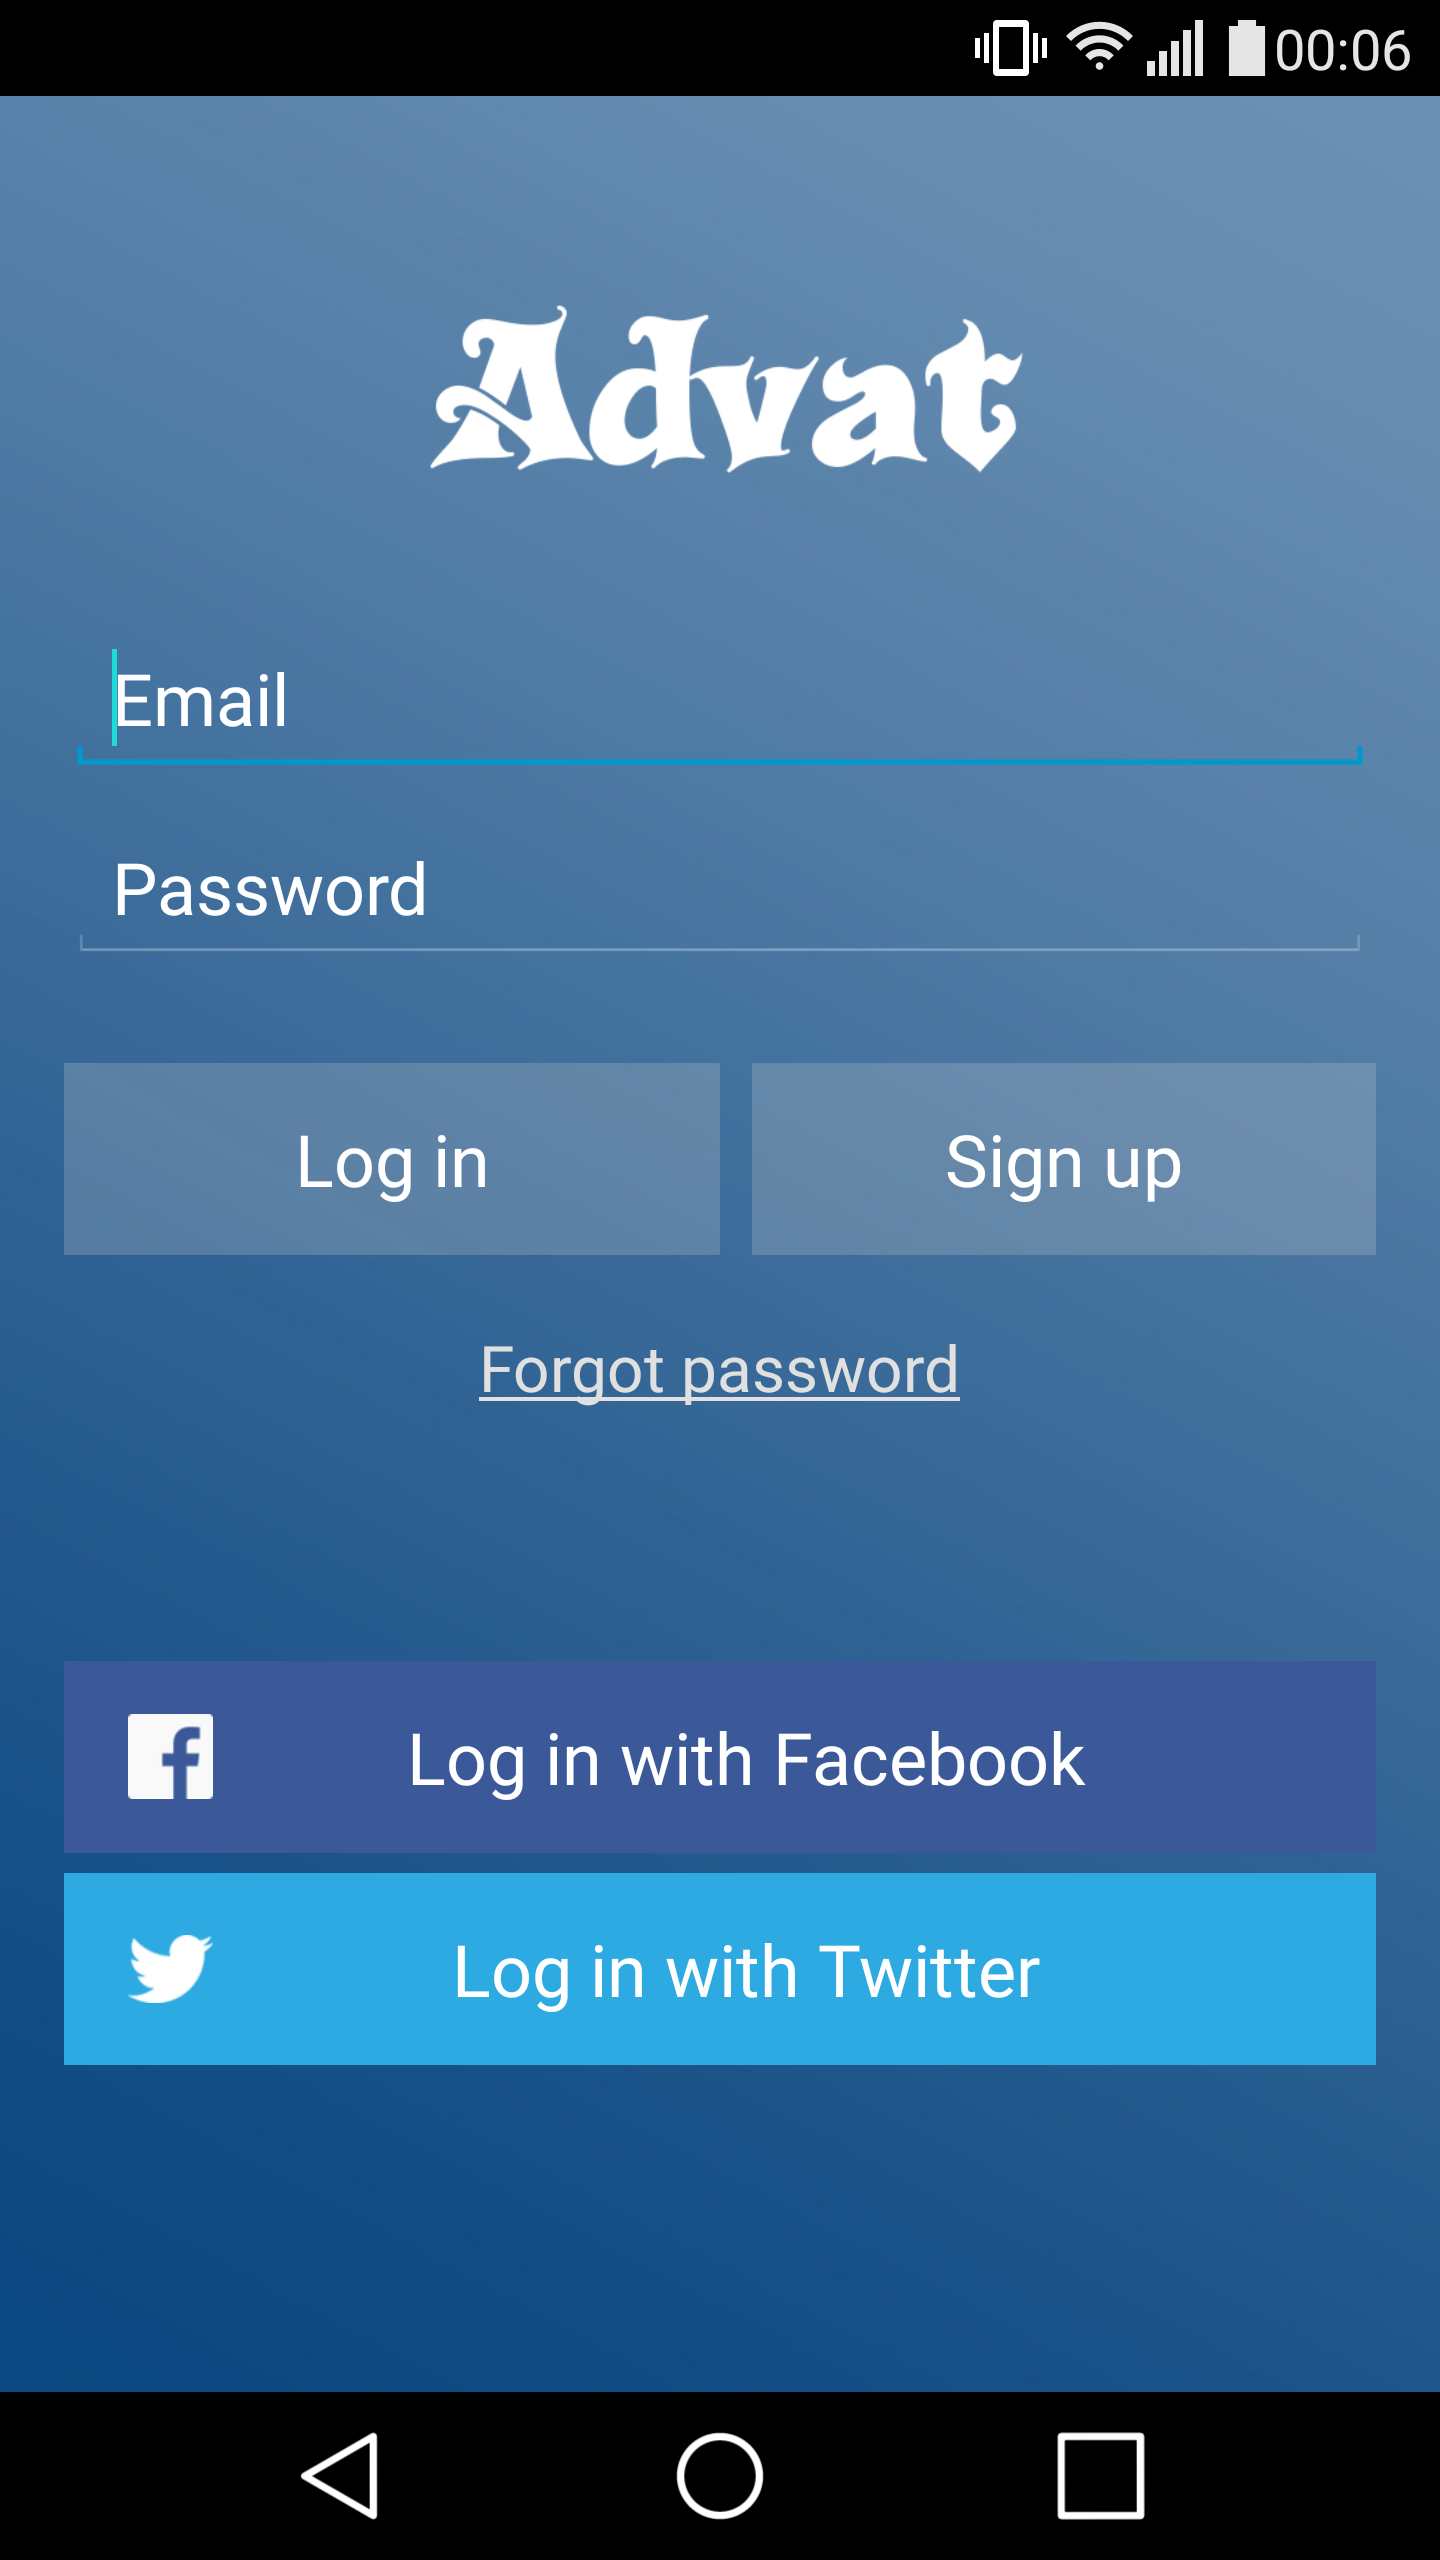 00:06
Advat
Email
Password
Log in
Sign up
Forgot password
Log in with Facebook
Log in with Twitter